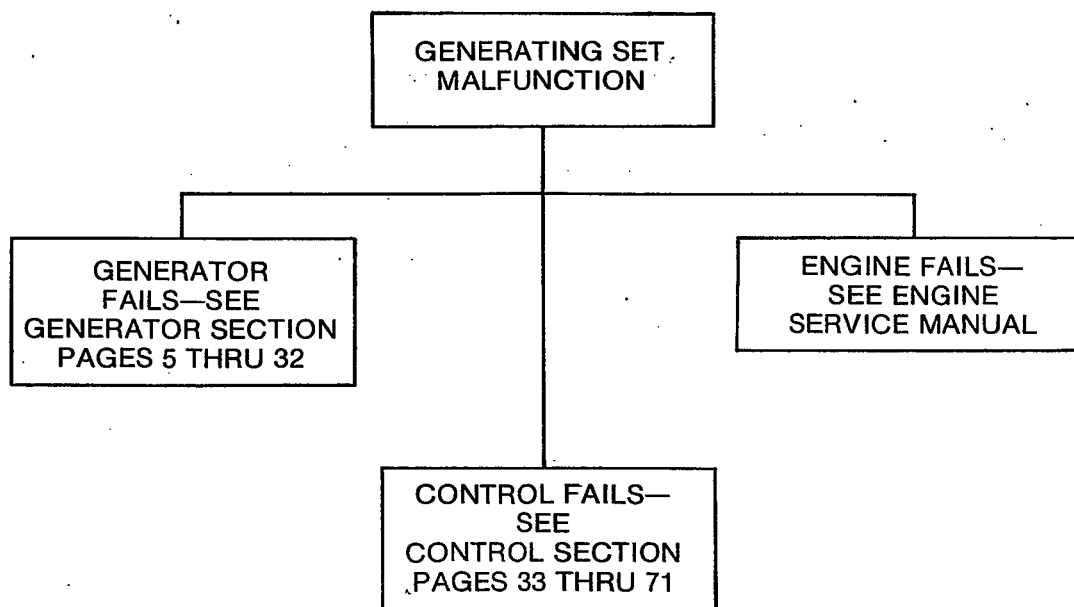 GENERATING SET
MALFUNCTION
GENERATOR
FAILS—SEE
GENERATOR SECTION
PAGES 5 THRU 32
ENGINE FAILS—
SEE ENGINE
SERVICE MANUAL
CONTROL FAILS—
SEE
CONTROL SECTION
PAGES 33 THRU 71